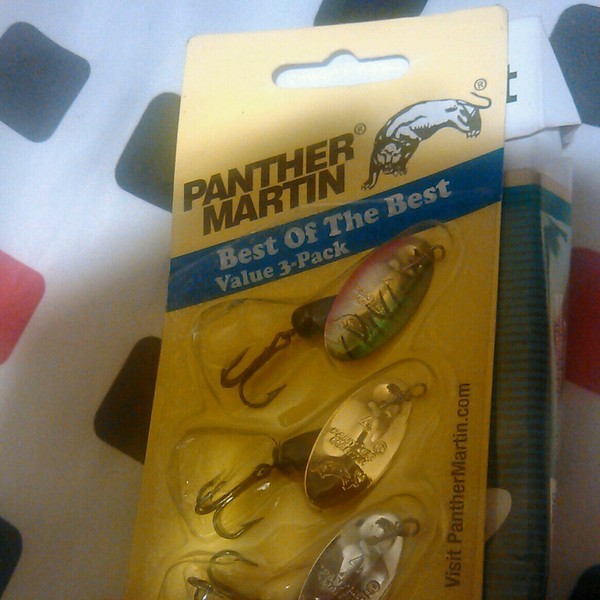 PANTHER®
MARTIN
®
Best Of The Best
Value 3-Pack
Visit PantherMartin.com